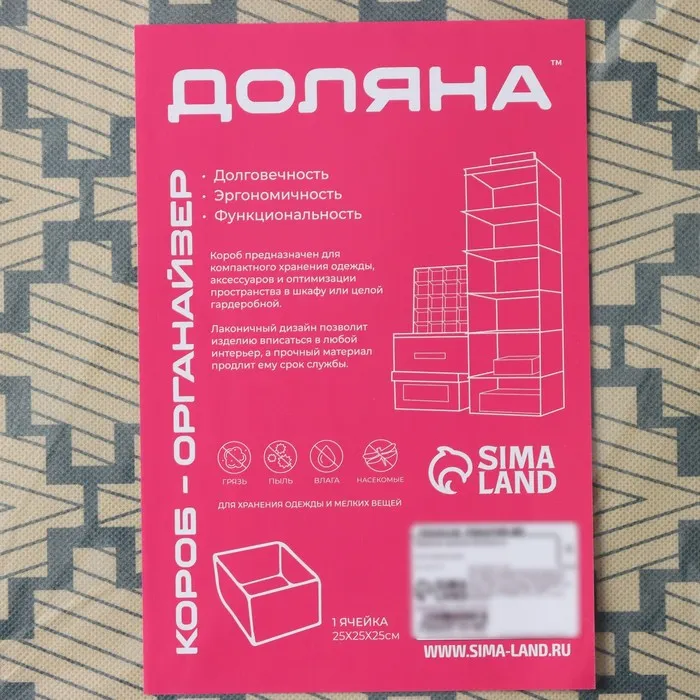 ДОЛЯНА™
КОРОБ - ОРГАНАЙЗЕР
· Долговечность
· Эргономичность
· Функциональность
Короб предназначен для
компактного хранения одежды,
аксессуаров и оптимизации
пространства в шкафу или целой
гардеробной.
Лаконичный дизайн позволит
изделию вписаться в любой
интерьер, а прочный материал
продлит ему срок службы.
ГРЯЗЬ ПЫЛЬ ВЛАГА НАСЕКОМЫЕ
ДЛЯ ХРАНЕНИЯ ОДЕЖДЫ И МЕЛКИХ ВЕЩЕЙ
SIMA
LAND
1 ЯЧЕЙКА
25X25X25см
WWW.SIMA-LAND.RU